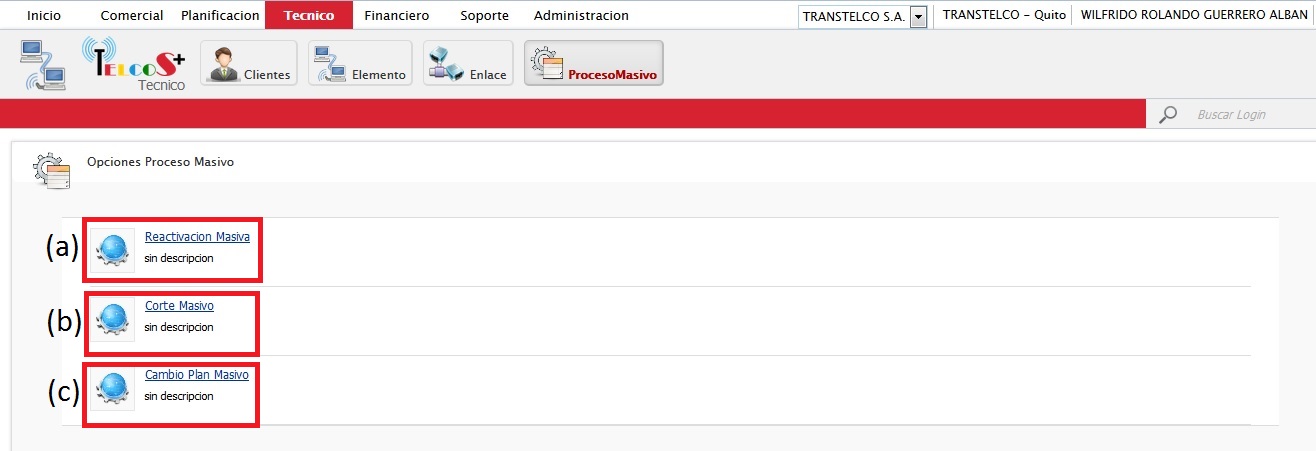 Inicio Comercial Planificacion Tecnico Financiero Soporte Administracion TRANSTELCO S.A. TRANSTELCO - Quito WILFRIDO ROLANDO GUERRERO ALBAN
TELCOS+ Tecnico Clientes Elemento Enlace ProcesoMasivo
Buscar Login
Opciones Proceso Masivo
(a) Reactivacion Masiva
sin descripcion
(b) Corte Masivo
sin descripcion
(c) Cambio Plan Masivo
sin descripcion